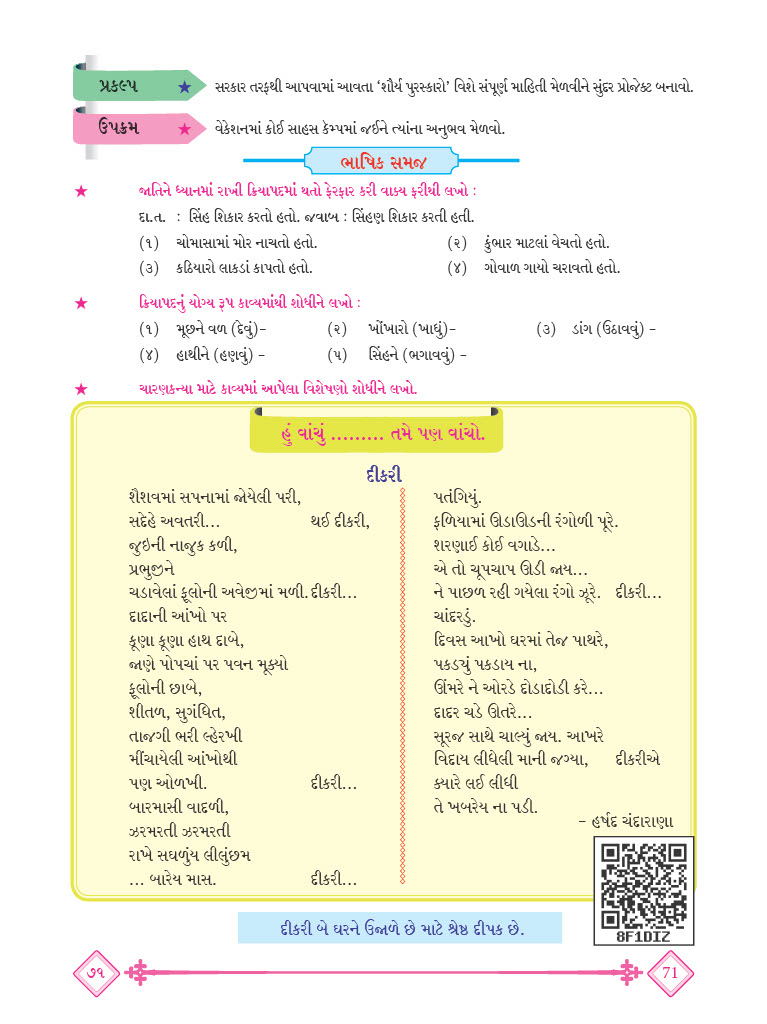 પ્રકલ્પ ★ સરકાર તરફથી આપવામાં આવતા ‘શૌર્ય પુરસ્કારો’ વિશે સંપૂર્ણ માહિતી મેળવીને સુંદર પ્રોજેક્ટ બનાવો.
ઉપક્રમ ★ વેકેશનમાં કોઈ સાહસ કૅમ્પમાં જઈને ત્યાંના અનુભવ મેળવો.
ભાષિક સમજ
★ જાતિને ધ્યાનમાં રાખી ક્રિયાપદમાં થતો ફેરફાર કરી વાક્ય ફરીથી લખો :
દા.ત. : સિંહ શિકાર કરતો હતો. જવાબ : સિંહણ શિકાર કરતી હતી.
(૧) ચોમાસામાં મોર નાચતો હતો. (૨) કુંભાર માટલાં વેચતો હતો.
(૩) કઠિયારો લાકડાં કાપતો હતો. (૪) ગોવાળ ગાયો ચરાવતો હતો.
★ ક્રિયાપદનું યોગ્ય રૂપ કાવ્યમાંથી શોધીને લખો :
(૧) મૂછને વળ (દેવું)– (૨) ખોંખારો (ખાધું)– (૩) ડાંગ (ઉઠાવવું) –
(૪) હાથીને (હણવું) – (૫) સિંહને (ભગાવવું) –
★ ચારણકન્યા માટે કાવ્યમાં આપેલા વિશેષણો શોધીને લખો.
હું વાંચું ......... તમે પણ વાંચો.
દીકરી
શૈશવમાં સપનામાં જોયેલી પરી,
સદેહે અવતરી... થઈ દીકરી,
જુઇની નાજુક કળી,
પ્રભુજીને
ચડાવેલાં ફૂલોની અવેજીમાં મળી. દીકરી...
દાદાની આંખો પર
કૂણા કૂણા હાથ દાબે,
જાણે પોપચાં પર પવન મૂક્યો
ફૂલોની છાબે,
શીતળ, સુગંધિત,
તાજગી ભરી લ્હેરખી
મીંચાયેલી આંખોથી
પણ ઓળખી. દીકરી...
બારમાસી વાદળી,
ઝરમરતી ઝરમરતી
રાખે સઘળુંય લીલુંછમ
... બારેય માસ. દીકરી...
પતંગિયું.
ફળિયામાં ઊડાઊડની રંગોળી પૂરે.
શરણાઈ કોઈ વગાડે...
એ તો ચૂપચાપ ઊડી જાય...
ને પાછળ રહી ગયેલા રંગો ઝૂરે. દીકરી...
ચાંદરડું.
દિવસ આખો ઘરમાં તેજ પાથરે,
પકડ્યું પકડાય ના,
ઊંમરે ને ઓરડે દોડાદોડી કરે...
દાદર ચડે ઊતરે...
સૂરજ સાથે ચાલ્યું જાય. આખરે
વિદાય લીધેલી માની જગ્યા, દીકરીએ
ક્યારે લઈ લીધી
તે ખબરેય ના પડી.
– હર્ષદ ચંદારાણા
8F1DIZ
દીકરી બે ઘરને ઉજાળે છે માટે શ્રેષ્ઠ દીપક છે.
૭૧ 71